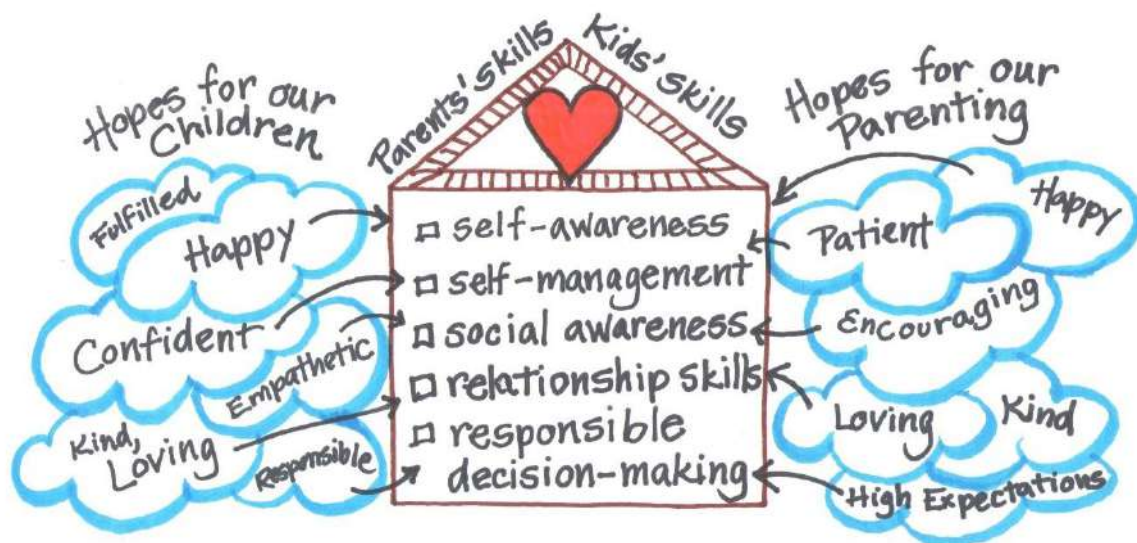 Hopes for our
Children
Fulfilled
Happy
Confident
Empathetic
Kind,
Loving
Responsible
Parents' skills
Kids' skills
self-awareness
self-management
social awareness
relationship skills
responsible
decision-making
Hopes for our
Parenting
Happy
Patient
Encouraging
Loving
Kind
High Expectations